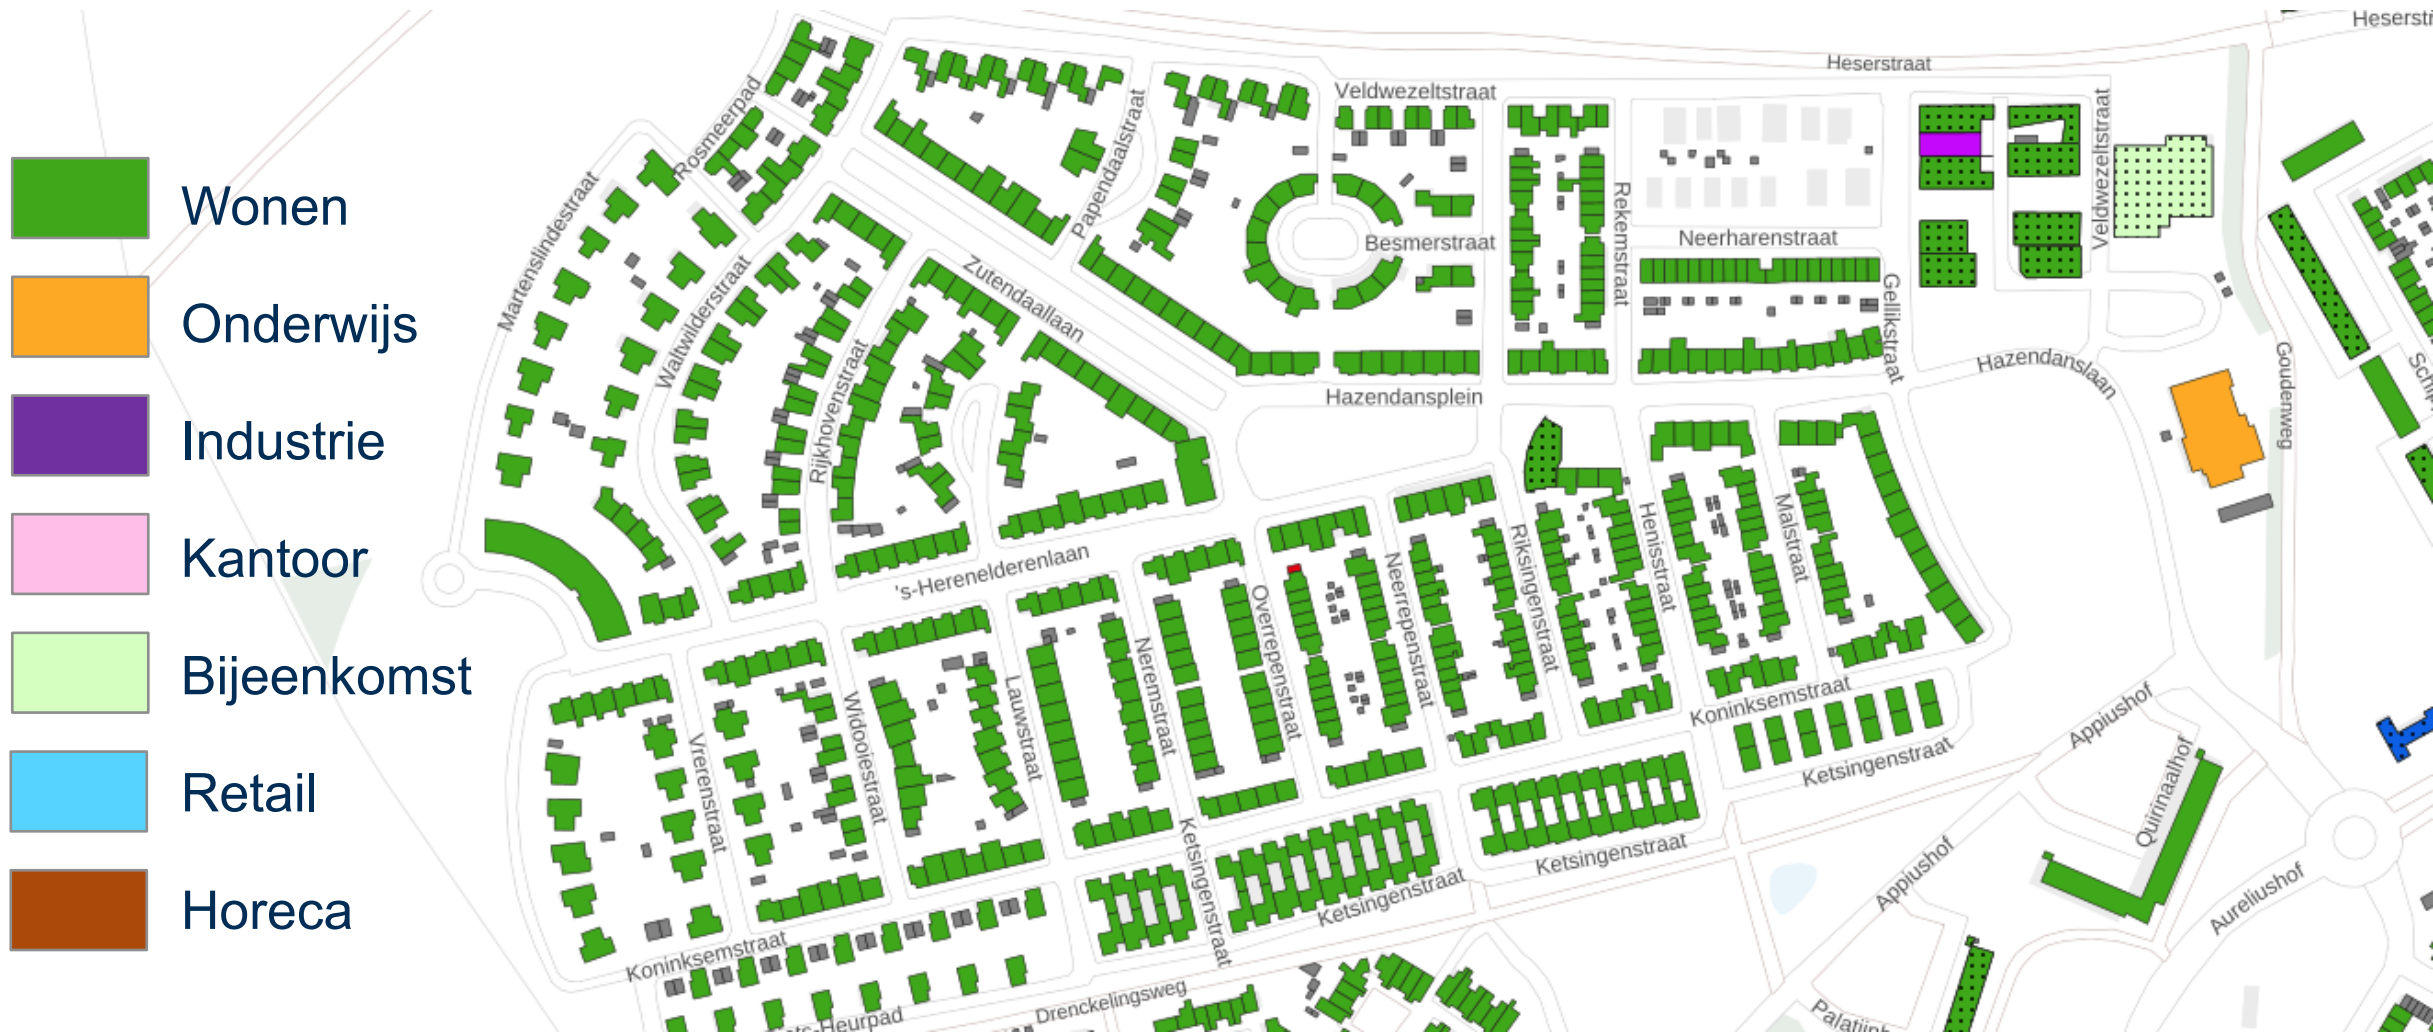 Wonen
Onderwijs
Industrie
Kantoor
Bijeenkomst
Retail
Horeca
Heserstraat
Veldwezeltstraat
Rosmeerpad
Papendaalstraat
Martenslindestraat
Waltwilderstraat
Zutendaallaan
Besmerstraat
Rekemstraat
Neerharenstraat
Veldwezeltstraat
Gellikstraat
Rijkhovenstraat
Hazendansplein
Hazendanslaan
Goudenweg
's-Herenelderenlaan
Overrepenstraat
Neerrepenstraat
Riksingenstraat
Henisstraat
Malstraat
Neremstraat
Lauwstraat
Widooiestraat
Vrerenstraat
Koninksemstraat
Ketsingenstraat
Ketsingenstraat
Ketsingenstraat
Ketsingenstraat
Koninksemstraat
Drenckelingsweg
Appiushof
Appiushof
Quirinaalhof
Aureliushof